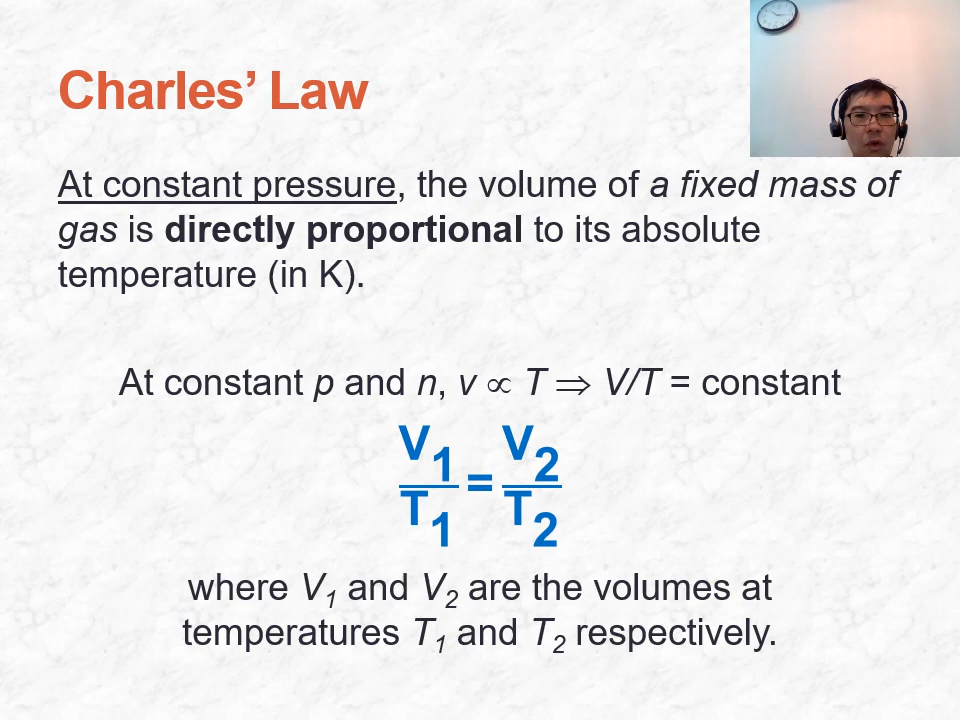 Charles’ Law
At constant pressure, the volume of a fixed mass of
gas is directly proportional to its absolute
temperature (in K).
At constant p and n, v ∝ T ⇒ V/T = constant
V₁/T₁ = V₂/T₂
where V₁ and V₂ are the volumes at
temperatures T₁ and T₂ respectively.